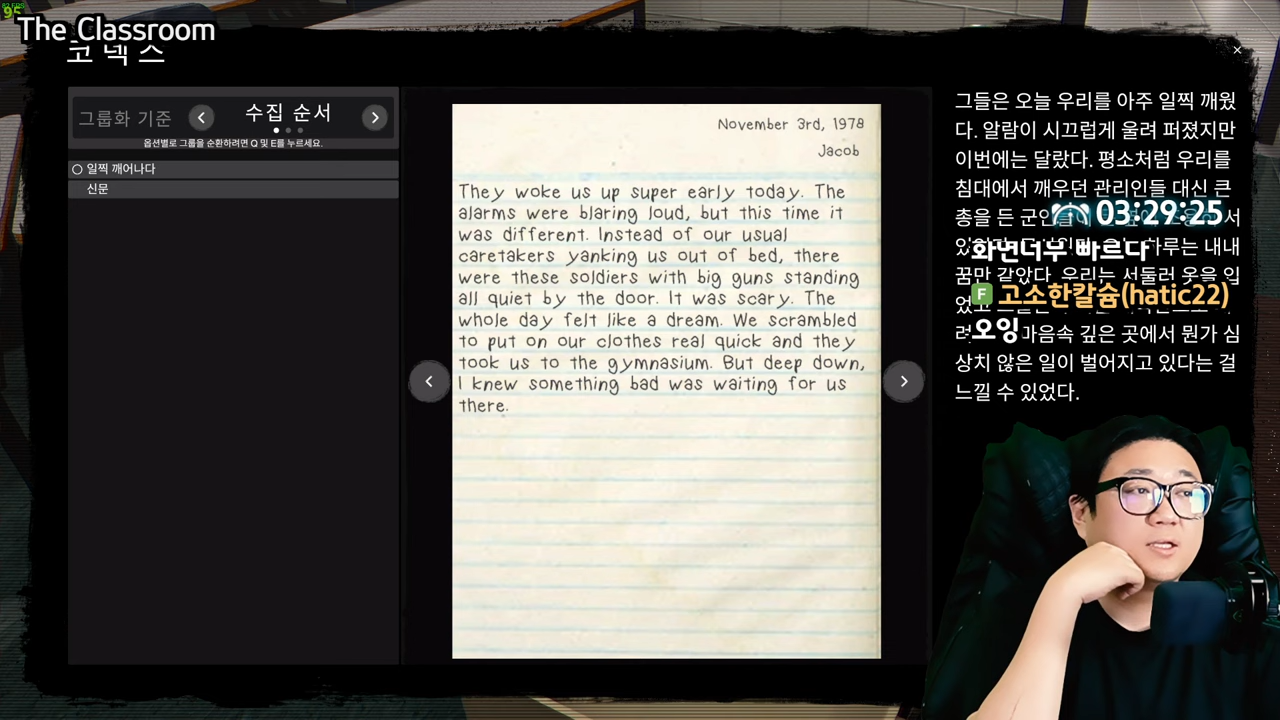 95
The Classroom
코덱스
그룹화 기준
수집 순서
옵션별로 그룹을 순환하려면 Q 및 E를 누르세요.
일찍 깨어나다
신문
November 3rd, 1978
Jacob
They woke us up super early today. The
alarms were blaring loud, but this time it
was different. Instead of our usual
caretakers yanking us out of bed, there
were these soldiers with big guns standing
all quiet by the door. It was scary. The
whole day felt like a dream. We scrambled
to put on our clothes real quick and they
took us to the gymnasium. But deep down,
I knew something bad was waiting for us
there.
그들은 오늘 우리를 아주 일찍 깨웠
다. 알람이 시끄럽게 울려 퍼졌지만
이번에는 달랐다. 평소처럼 우리를
침대에서 깨우던 관리인들 대신 큰
총을 든 군인
서
03:29:25
하루는 내내
화면너무 빠르다
꿈만 같았다. 우리는 서둘러 옷을 입
F 고소한칼슘(hatic22)
오잉
마음속 깊은 곳에서 뭔가 심
상치 않은 일이 벌어지고 있다는 걸
느낄 수 있었다.